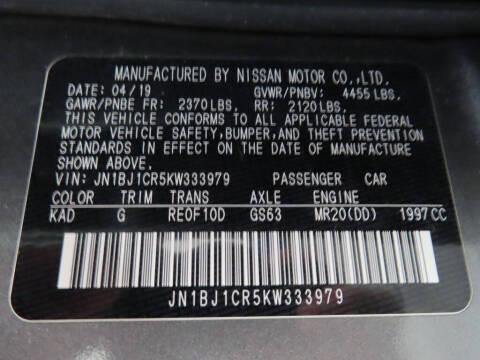 MANUFACTURED BY NISSAN MOTOR CO.,LTD.
DATE: 04/19 GVWR/PNBV: 4455 LBS.
GAWR/PNBE FR: 2370 LBS, RR: 2120 LBS.
THIS VEHICLE CONFORMS TO ALL APPLICABLE FEDERAL
MOTOR VEHICLE SAFETY, BUMPER, AND THEFT PREVENTION
STANDARDS IN EFFECT ON THE DATE OF MANUFACTURE
SHOWN ABOVE.
VIN: JN1BJ1CR5KW333979 PASSENGER CAR
COLOR TRIM TRANS AXLE ENGINE
KAD G RE0F10D GS63 MR20(DD) 1997 CC
JN1BJ1CR5KW333979